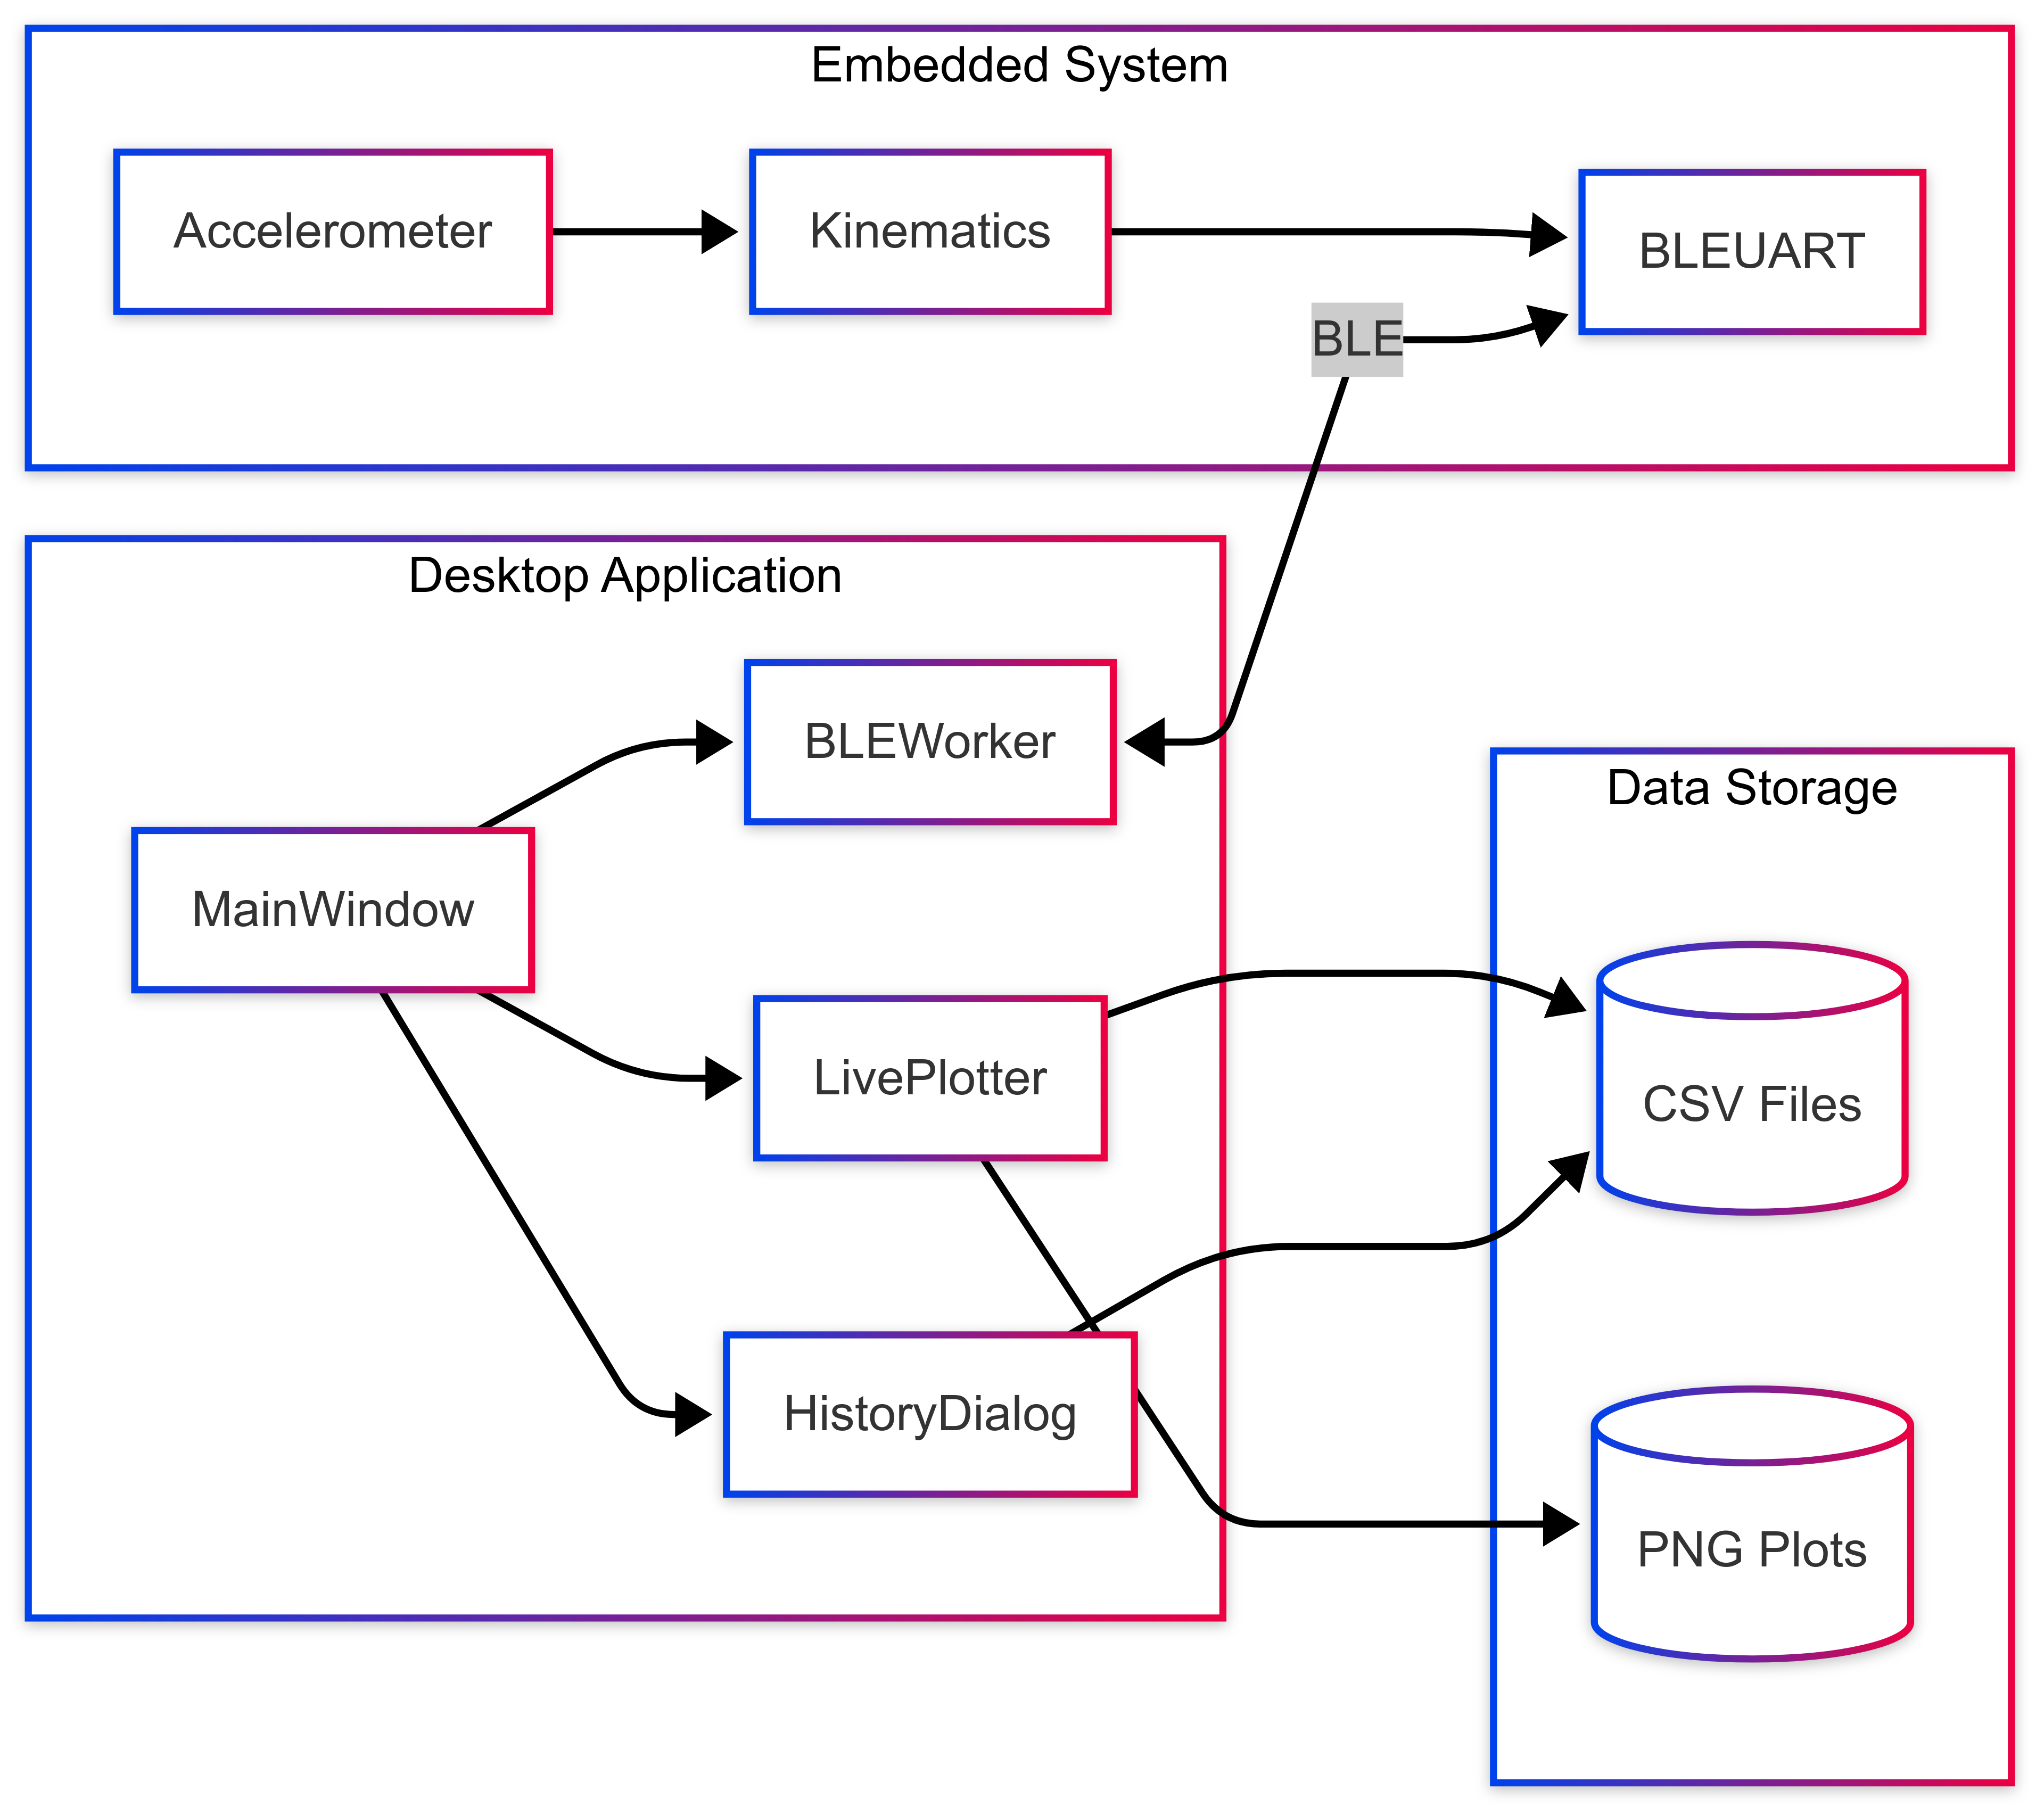 Embedded System
Accelerometer
Kinematics
BLEUART
BLE
Desktop Application
BLEWorker
MainWindow
LivePlotter
HistoryDialog
Data Storage
CSV Files
PNG Plots